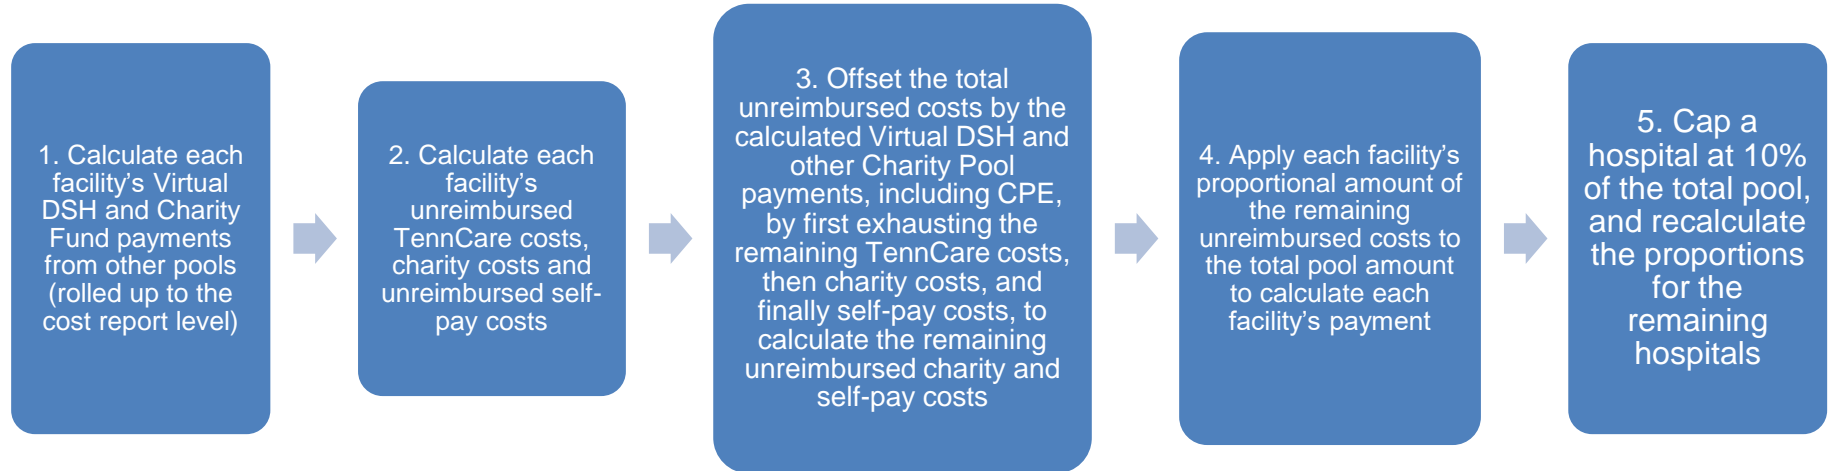 1. Calculate each
facility’s Virtual
DSH and Charity
Fund payments
from other pools
(rolled up to the
cost report level)
2. Calculate each
facility’s
unreimbursed
TennCare costs,
charity costs and
unreimbursed self-
pay costs
3. Offset the total
unreimbursed costs by the
calculated Virtual DSH and
other Charity Pool
payments, including CPE,
by first exhausting the
remaining TennCare costs,
then charity costs, and
finally self-pay costs, to
calculate the remaining
unreimbursed charity and
self-pay costs
4. Apply each facility’s
proportional amount of
the remaining
unreimbursed costs to
the total pool amount
to calculate each
facility’s payment
5. Cap a
hospital at 10%
of the total pool,
and recalculate
the proportions
for the
remaining
hospitals